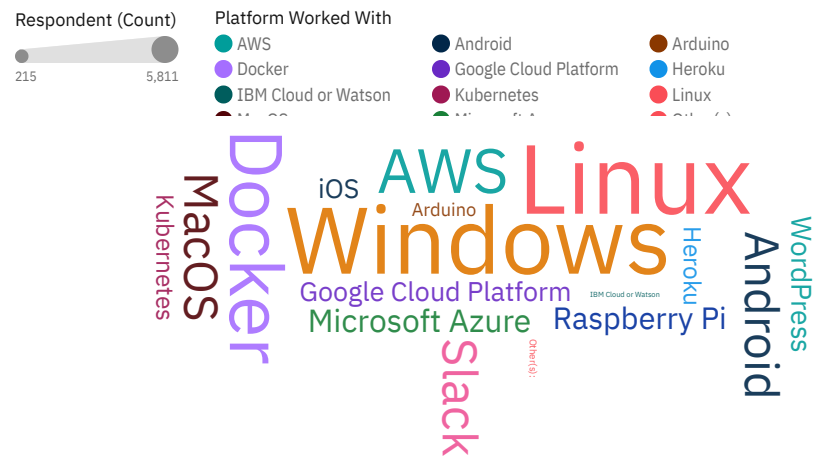 Respondent (Count)
215 5,811
Platform Worked With
AWS Android Arduino
Docker Google Cloud Platform Heroku
IBM Cloud or Watson Kubernetes Linux
Docker
MacOS
Kubernetes
iOS
AWS
Linux
Arduino
Windows
Heroku
Android
WordPress
Google Cloud Platform
IBM Cloud or Watson
Microsoft Azure
Raspberry Pi
Slack
Other(s):